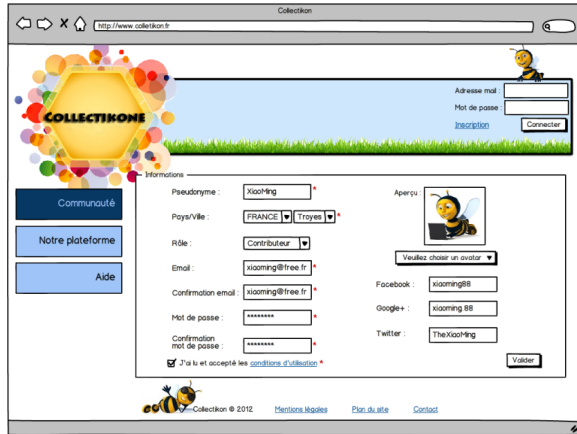 Collectikon
http://www.colletikon.fr
Adresse mail :
Mot de passe :
Inscription
Connecter
COLLECTIKONE
Communauté
Notre plateforme
Aide
Informations
Pseudonyme : XiaoMing *
Pays/Ville : FRANCE Troyes *
Rôle : Contributeur
Email : xiaoming@free.fr *
Confirmation email : xiaoming@free.fr *
Mot de passe : ******** *
Confirmation
mot de passe : ******** *
J'ai lu et accepté les conditions d'utilisation *
Aperçu :
Veuillez choisir un avatar
Facebook : xiaoming88
Google+ : xiaoming.88
Twitter : TheXiaoMing
Valider
Collectikon © 2012 Mentions légales Plan du site Contact